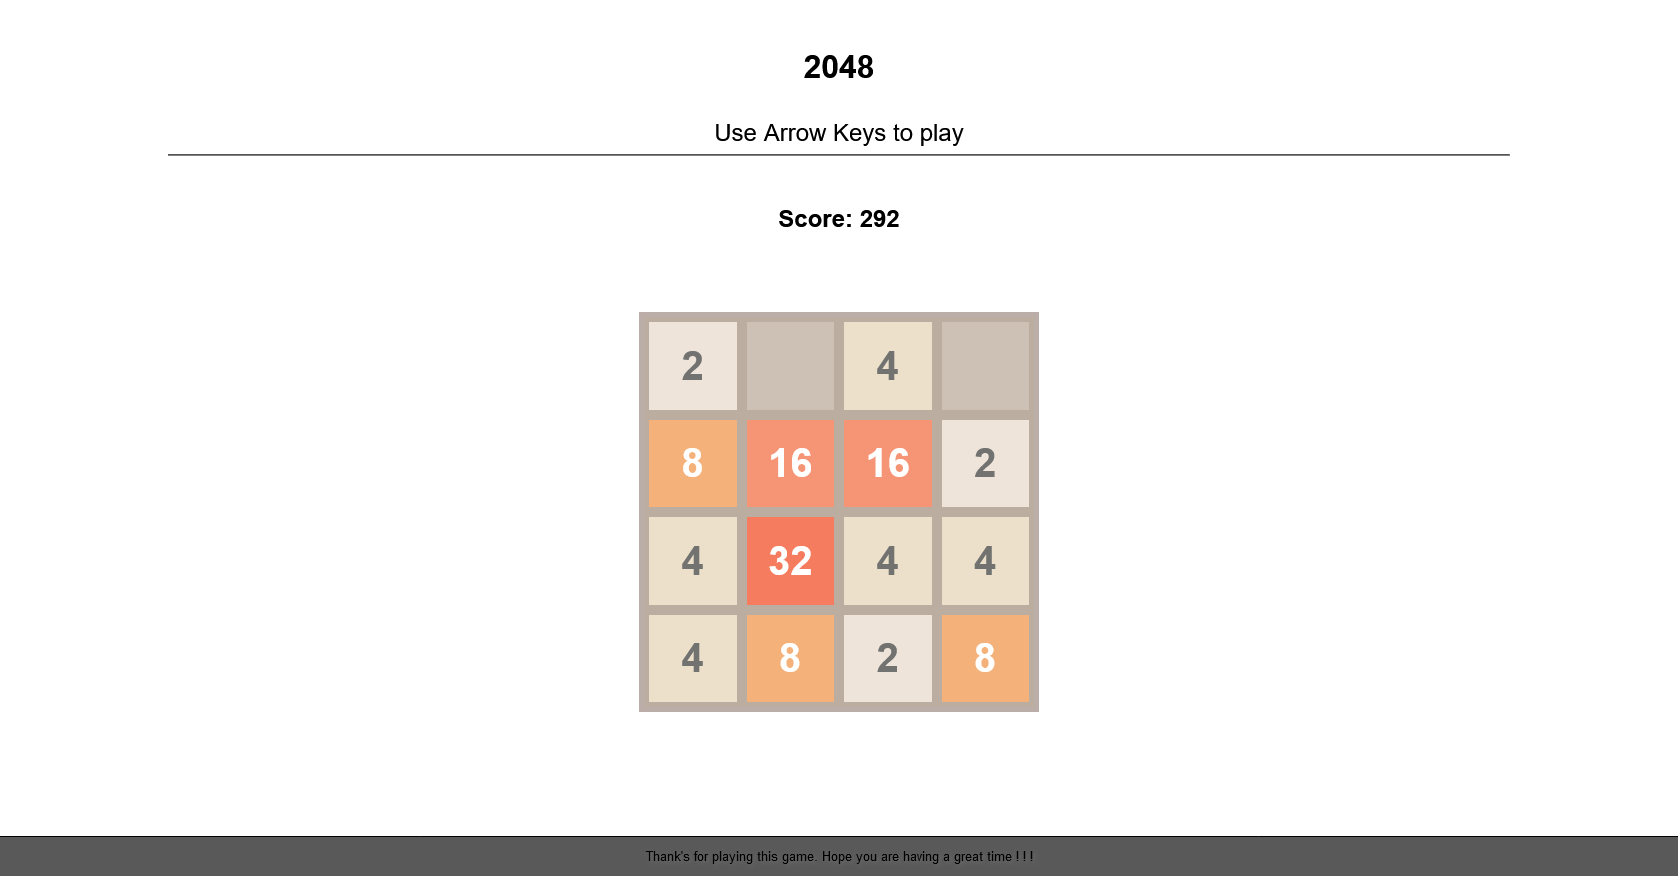 2048
Use Arrow Keys to play
Score: 292
2 4
8 16 16 2
4 32 4 4
4 8 2 8
Thank's for playing this game. Hope you are having a great time ! ! !